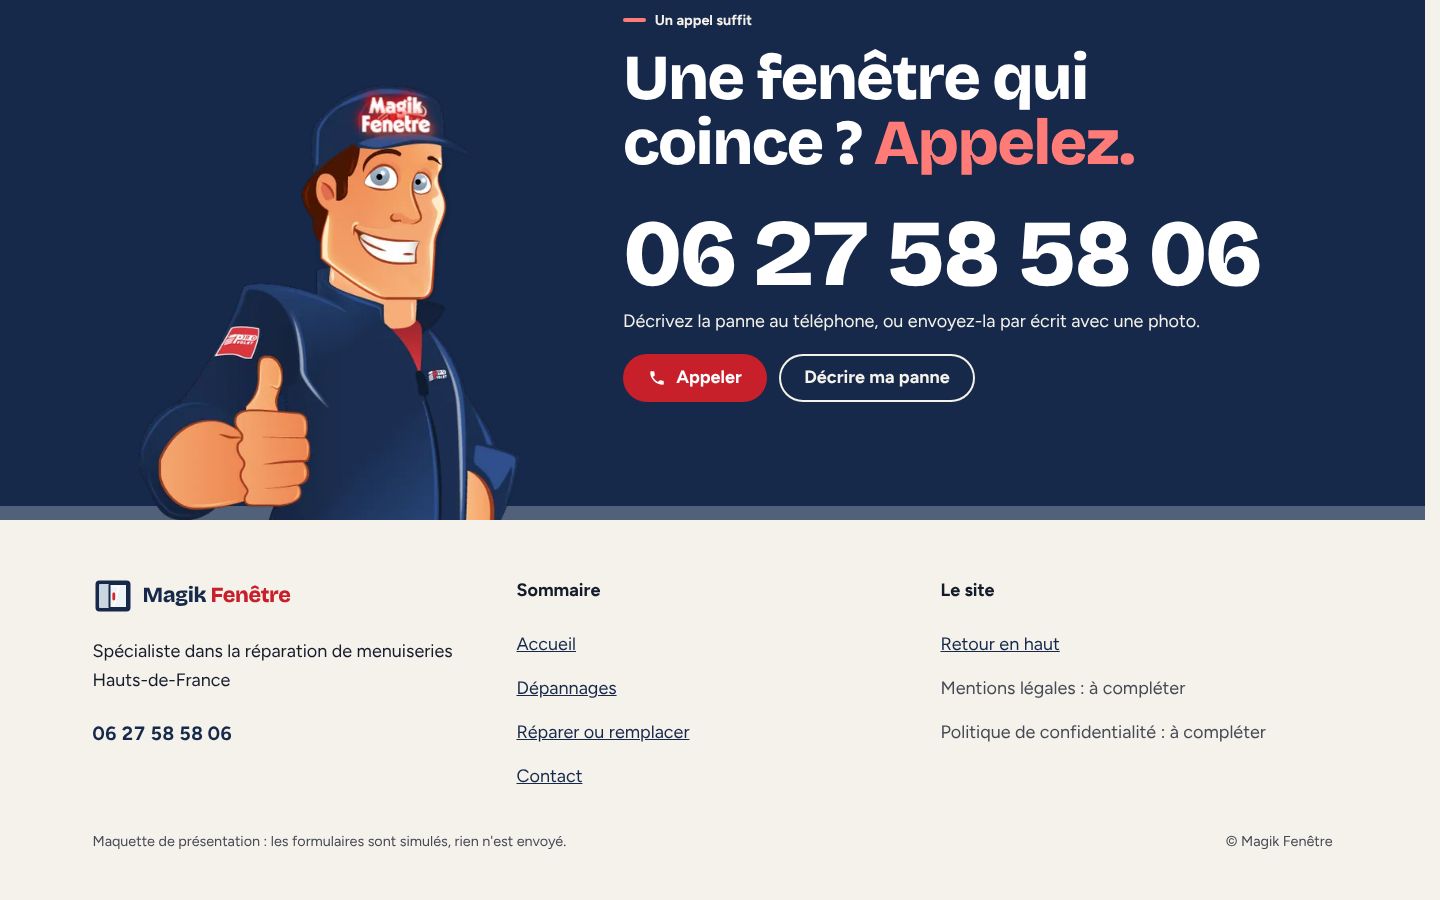 Un appel suffit
Une fenêtre qui
coince ? Appelez.
Magik
Fenetre
06 27 58 58 06
Décrivez la panne au téléphone, ou envoyez-la par écrit avec une photo.
Appeler
Décrire ma panne
Magik Fenêtre
Spécialiste dans la réparation de menuiseries
Hauts-de-France
06 27 58 58 06
Sommaire
Accueil
Dépannages
Réparer ou remplacer
Contact
Le site
Retour en haut
Mentions légales : à compléter
Politique de confidentialité : à compléter
Maquette de présentation : les formulaires sont simulés, rien n'est envoyé.
© Magik Fenêtre